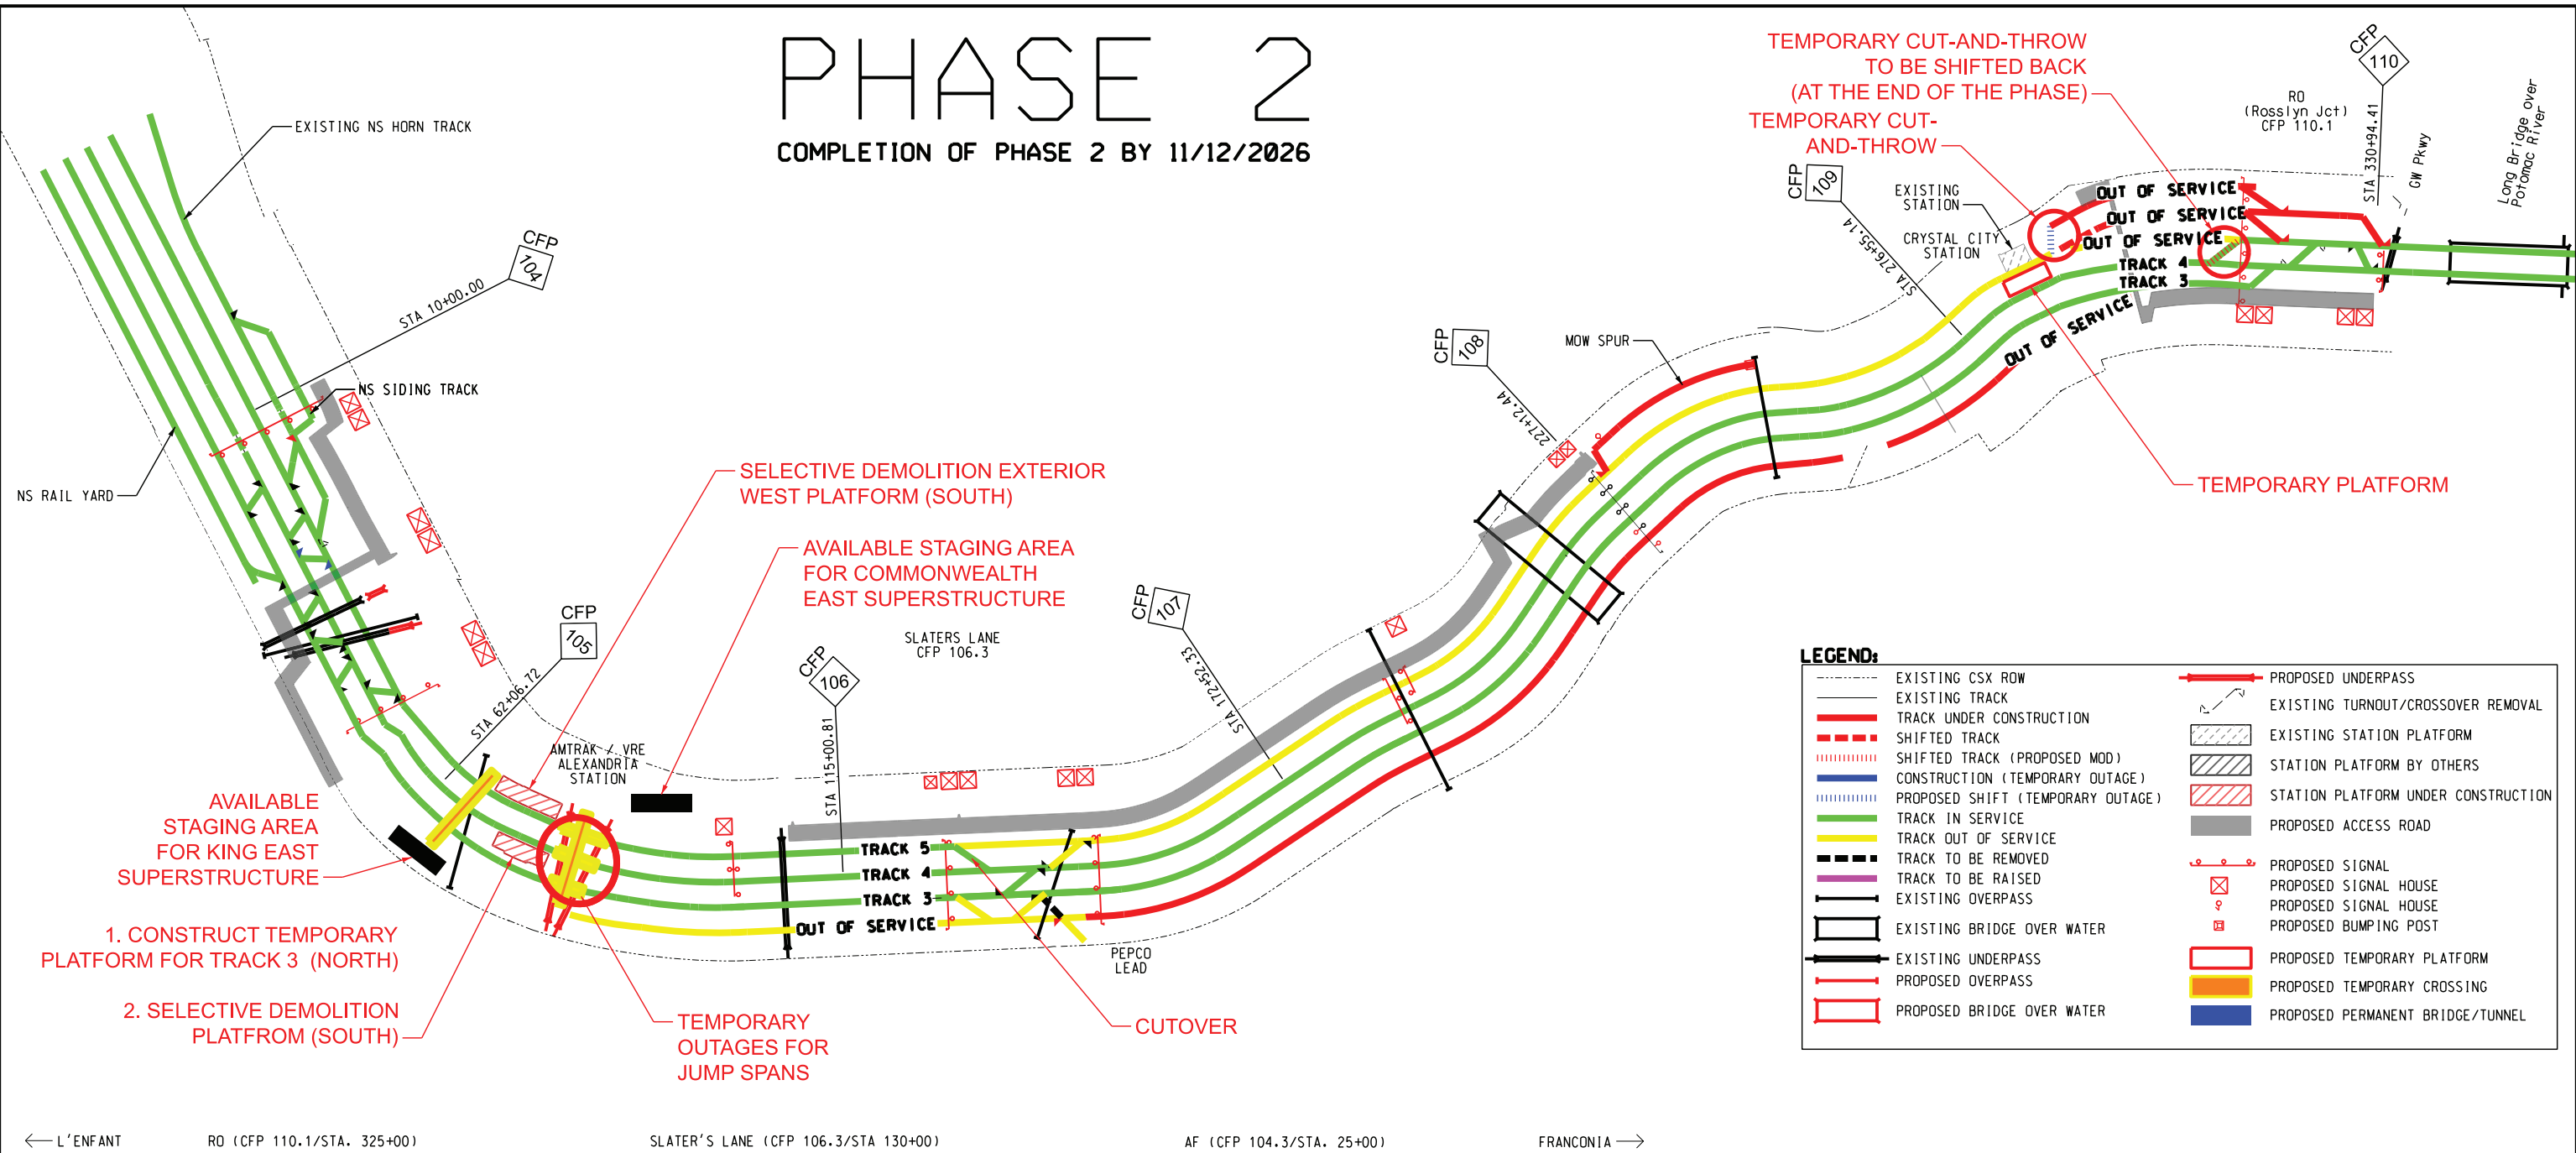 PHASE 2
COMPLETION OF PHASE 2 BY 11/12/2026
EXISTING NS HORN TRACK
CFP
104
STA 10+00.00
NS SIDING TRACK
NS RAIL YARD
SELECTIVE DEMOLITION EXTERIOR
WEST PLATFORM (SOUTH)
AVAILABLE STAGING AREA
FOR COMMONWEALTH
EAST SUPERSTRUCTURE
SLATERS LANE
CFP 106.3
CFP
105
STA 62+06.72
AMTRAK / VRE
ALEXANDRIA
STATION
CFP
106
STA 115+00.81
AVAILABLE
STAGING AREA
FOR KING EAST
SUPERSTRUCTURE
1. CONSTRUCT TEMPORARY
PLATFORM FOR TRACK 3 (NORTH)
2. SELECTIVE DEMOLITION
PLATFROM (SOUTH)
TEMPORARY
OUTAGES FOR
JUMP SPANS
TRACK 5
TRACK 4
TRACK 3
OUT OF SERVICE
CUTOVER
PEPCO
LEAD
CFP
107
STA 172+52.33
CFP
108
227+12.44
MOW SPUR
CFP
109
STA 276+55.14
TEMPORARY CUT-AND-THROW
TO BE SHIFTED BACK
(AT THE END OF THE PHASE)
TEMPORARY CUT-
AND-THROW
EXISTING
STATION
CRYSTAL CITY
STATION
OUT OF SERVICE
OUT OF SERVICE
OUT OF SERVICE
TRACK 4
TRACK 3
OUT OF SERVICE
RO
(Rosslyn Jct)
CFP 110.1
CFP
110
STA 330+94.41
GW Pkwy
Long Bridge over
Potomac River
TEMPORARY PLATFORM
LEGEND:
EXISTING CSX ROW
EXISTING TRACK
TRACK UNDER CONSTRUCTION
SHIFTED TRACK
SHIFTED TRACK (PROPOSED MOD)
CONSTRUCTION (TEMPORARY OUTAGE)
PROPOSED SHIFT (TEMPORARY OUTAGE)
TRACK IN SERVICE
TRACK OUT OF SERVICE
TRACK TO BE REMOVED
TRACK TO BE RAISED
EXISTING OVERPASS
EXISTING BRIDGE OVER WATER
EXISTING UNDERPASS
PROPOSED OVERPASS
PROPOSED BRIDGE OVER WATER
PROPOSED UNDERPASS
EXISTING TURNOUT/CROSSOVER REMOVAL
EXISTING STATION PLATFORM
STATION PLATFORM BY OTHERS
STATION PLATFORM UNDER CONSTRUCTION
PROPOSED ACCESS ROAD
PROPOSED SIGNAL
PROPOSED SIGNAL HOUSE
PROPOSED SIGNAL HOUSE
PROPOSED BUMPING POST
PROPOSED TEMPORARY PLATFORM
PROPOSED TEMPORARY CROSSING
PROPOSED PERMANENT BRIDGE/TUNNEL
← L'ENFANT
RO (CFP 110.1/STA. 325+00)
SLATER'S LANE (CFP 106.3/STA 130+00)
AF (CFP 104.3/STA. 25+00)
FRANCONIA →